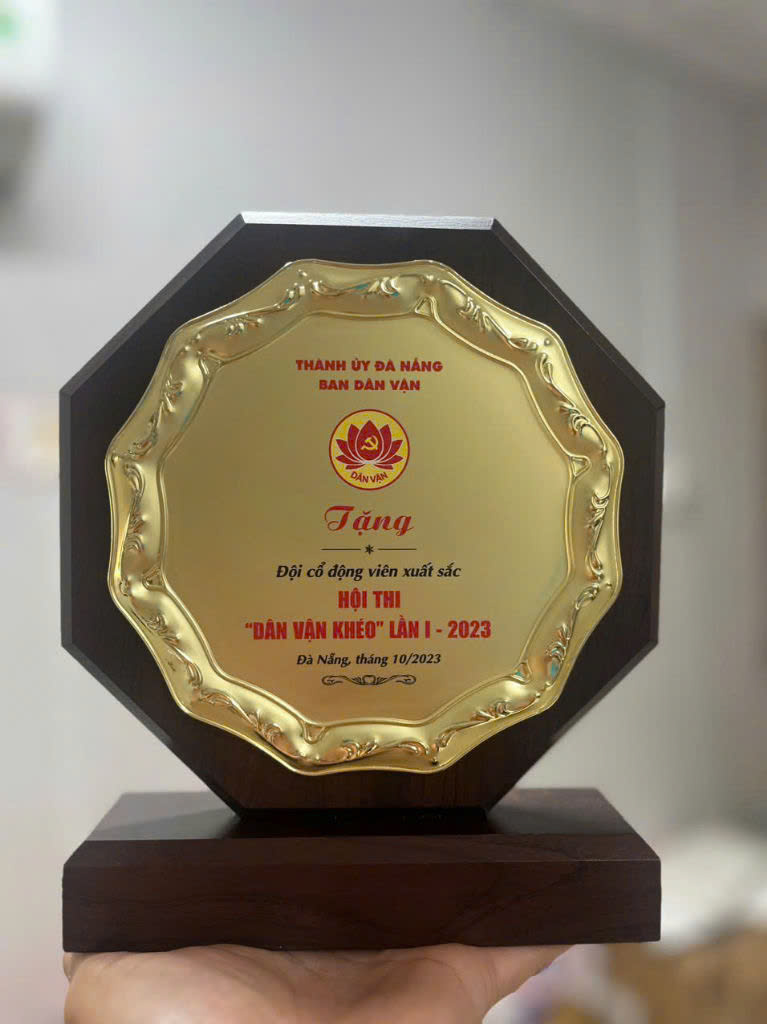 THÀNH ỦY ĐÀ NẴNG
BAN DÂN VẬN
DÂN VẬN
Tặng
Đội cổ động viên xuất sắc
HỘI THI
“DÂN VẬN KHÉO” LẦN I - 2023
Đà Nẵng, tháng 10/2023